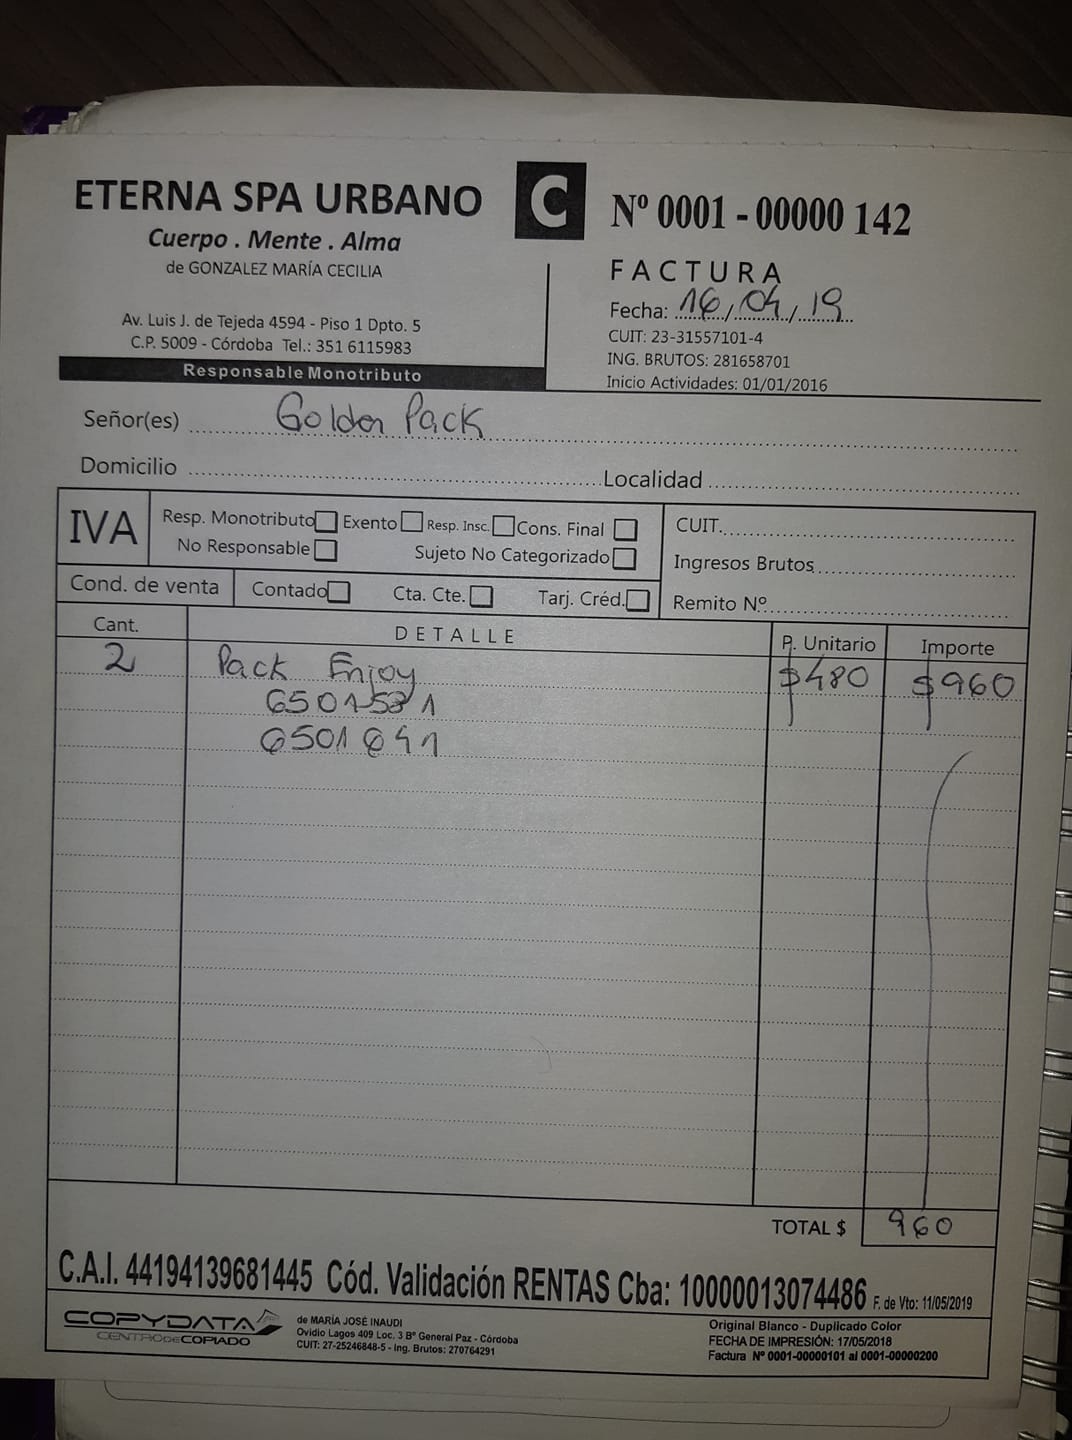 ETERNA SPA URBANO
Cuerpo . Mente . Alma
de GONZALEZ MARÍA CECILIA
Av. Luis J. de Tejeda 4594 - Piso 1 Dpto. 5
C.P. 5009 - Córdoba Tel.: 351 6115983
Responsable Monotributo
C
Nº 0001 - 00000 142
FACTURA
Fecha: 16/04/19
CUIT: 23-31557101-4
ING. BRUTOS: 281658701
Inicio Actividades: 01/01/2016
Señor(es) Golden Pack
Domicilio Localidad
IVA Resp. Monotributo Exento Resp. Insc. Cons. Final
No Responsable Sujeto No Categorizado
CUIT.
Ingresos Brutos
Cond. de venta Contado Cta. Cte. Tarj. Créd. Remito Nº
Cant. DETALLE P. Unitario Importe
2 Pack Enjoy $480 $960
6501531
6501641
TOTAL $ 960
C.A.I. 44194139681445 Cód. Validación RENTAS Cba: 10000013074486 F. de Vto: 11/05/2019
COPYDATA
CENTRO DE COPIADO
de MARÍA JOSÉ INAUDI
Ovidio Lagos 409 Loc. 3 Bº General Paz - Córdoba
CUIT: 27-25246848-5 - Ing. Brutos: 270764291
Original Blanco - Duplicado Color
FECHA DE IMPRESIÓN: 17/05/2018
Factura Nº 0001-00000101 al 0001-00000200